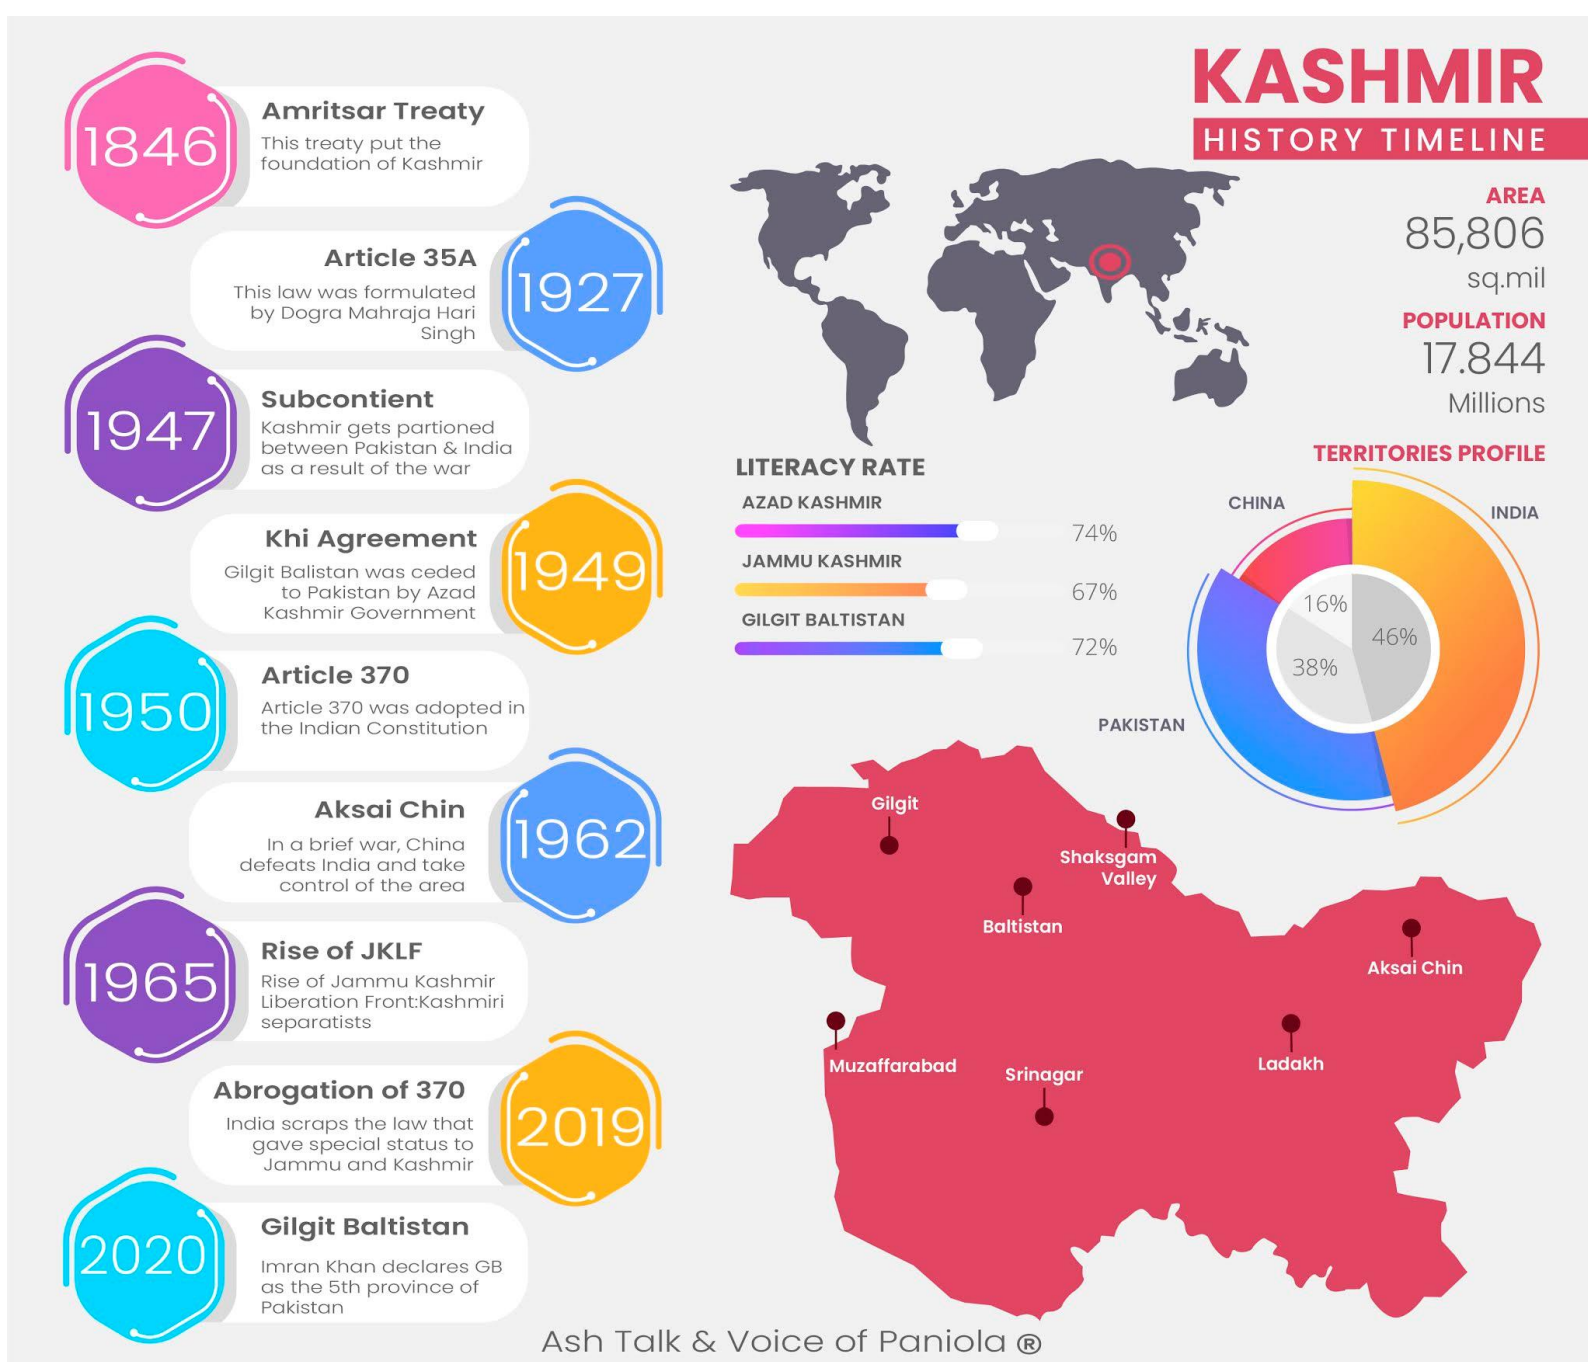 KASHMIR
HISTORY TIMELINE
1846
Amritsar Treaty
This treaty put the
foundation of Kashmir
1927
Article 35A
This law was formulated
by Dogra Mahraja Hari
Singh
1947
Subcontient
Kashmir gets partioned
between Pakistan & India
as a result of the war
1949
Khi Agreement
Gilgit Balistan was ceded
to Pakistan by Azad
Kashmir Government
1950
Article 370
Article 370 was adopted in
the Indian Constitution
1962
Aksai Chin
In a brief war, China
defeats India and take
control of the area
1965
Rise of JKLF
Rise of Jammu Kashmir
Liberation Front:Kashmiri
separatists
2019
Abrogation of 370
India scraps the law that
gave special status to
Jammu and Kashmir
2020
Gilgit Baltistan
Imran Khan declares GB
as the 5th province of
Pakistan
AREA
85,806
sq.mil
POPULATION
17.844
Millions
LITERACY RATE
AZAD KASHMIR
74%
JAMMU KASHMIR
67%
GILGIT BALTISTAN
72%
TERRITORIES PROFILE
CHINA
INDIA
16%
46%
38%
PAKISTAN
Gilgit
Shaksgam
Valley
Baltistan
Aksai Chin
Muzaffarabad
Srinagar
Ladakh
Ash Talk & Voice of Paniola ®